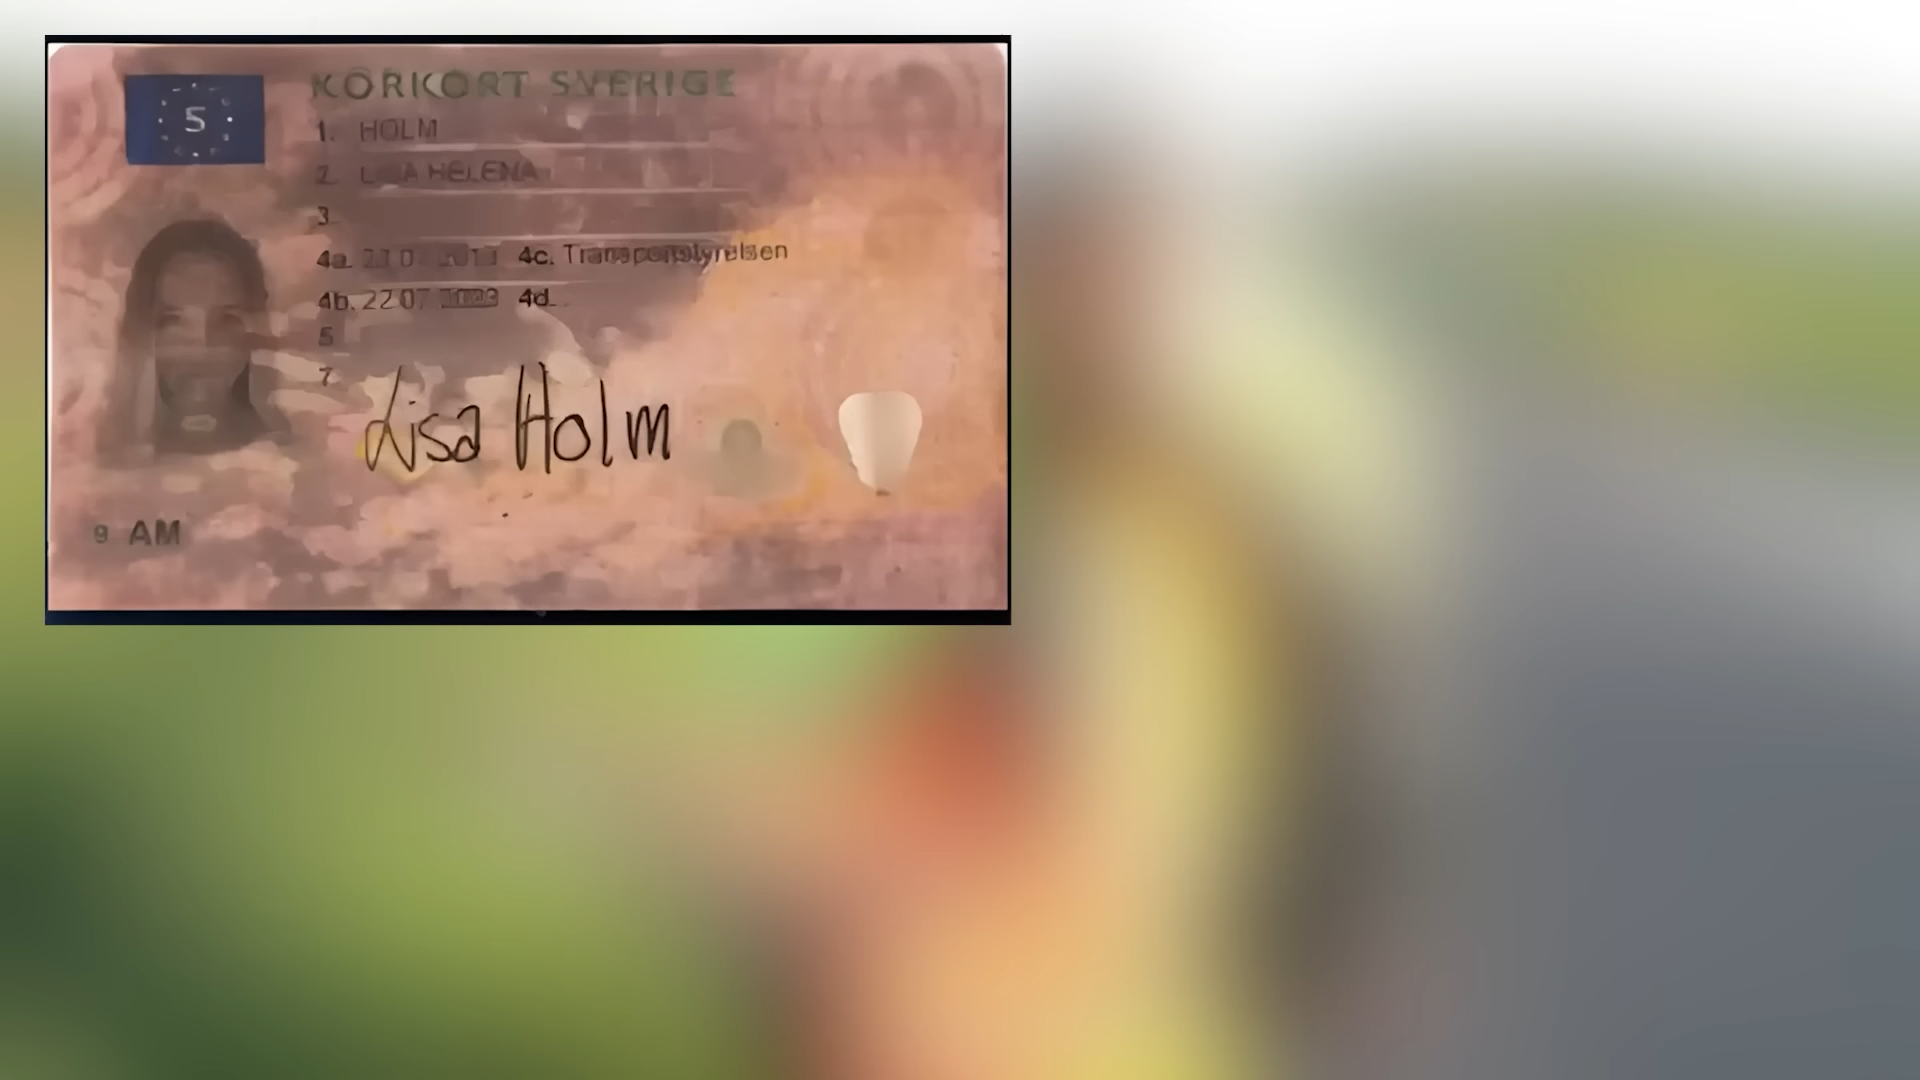 S
KÖRKORT SVERIGE
1. HOLM
2. HELENA
3.
4a. 4c. Transportstyrelsen
4b. 22 07 4d.
5
7.
Lisa Holm
9 AM